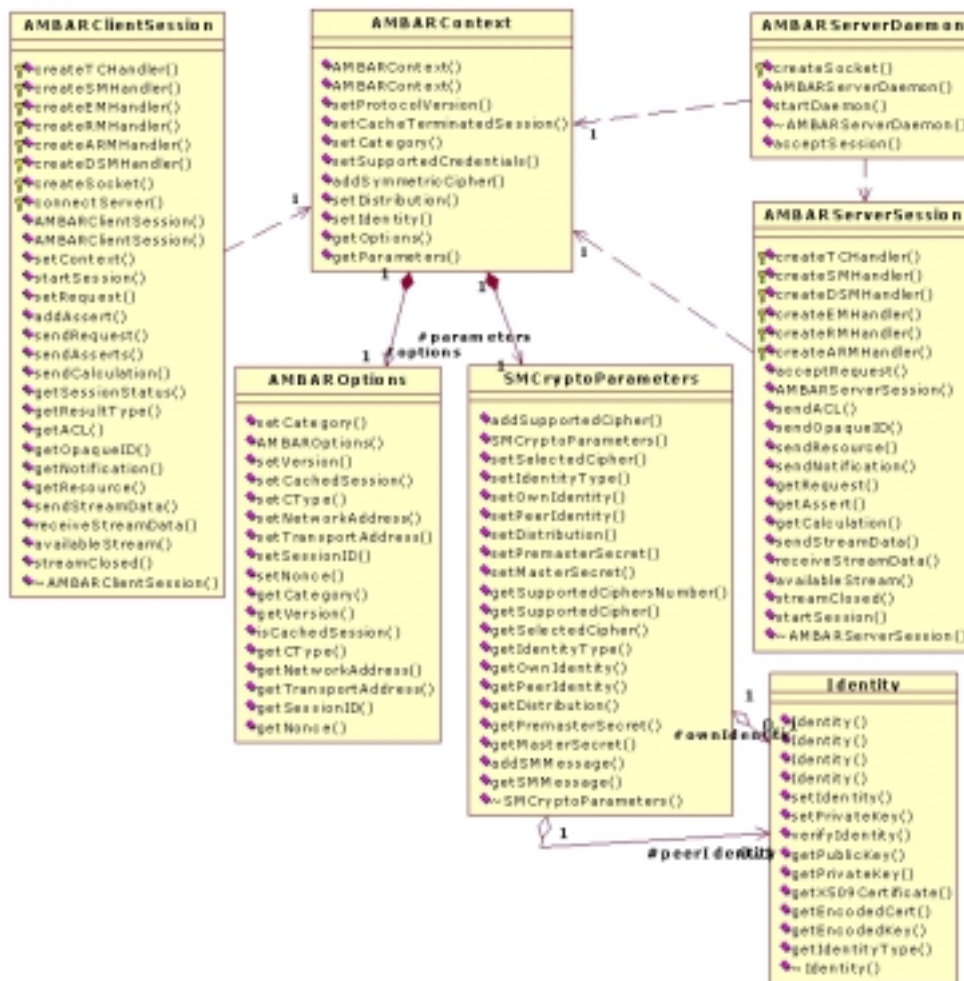 AMBARClientSession
createTCHandler()
createSMHandler()
createEMHandler()
createRMHandler()
createARMHandler()
createDSMHandler()
createSocket()
connectServer()
AMBARClientSession()
AMBARClientSession()
setContext()
startSession()
setRequest()
addAssert()
sendRequest()
sendAsserts()
sendCalculation()
getSessionStatus()
getResultType()
getACL()
getOpaqueID()
getNotification()
getResource()
sendStreamData()
receiveStreamData()
availableStream()
streamClosed()
~AMBARClientSession()
AMBARContext
AMBARContext()
AMBARContext()
setProtocolVersion()
setCacheTerminatedSession()
setCategory()
setSupportedCredentials()
addSymmetricCipher()
setDistribution()
setIdentity()
getOptions()
getParameters()
AMBARServerDaemon
createSocket()
AMBARServerDaemon()
startDaemon()
~AMBARServerDaemon()
acceptSession()
1
1
1
1
1
#parameters
1
1
AMBARServerSession
createTCHandler()
createSMHandler()
createDSMHandler()
createEMHandler()
createRMHandler()
createARMHandler()
acceptRequest()
AMBARServerSession()
sendACL()
sendOpaqueID()
sendResource()
sendNotification()
getRequest()
getAssert()
getCalculation()
sendStreamData()
receiveStreamData()
availableStream()
streamClosed()
startSession()
~AMBARServerSession()
AMBAROptions
setCategory()
AMBAROptions()
setVersion()
setCachedSession()
setCType()
setNetworkAddress()
setTransportAddress()
setSessionID()
setNonce()
getCategory()
getVersion()
isCachedSession()
getCType()
getNetworkAddress()
getTransportAddress()
getSessionID()
getNonce()
SMCryptoParameters
addSupportedCipher()
SMCryptoParameters()
setSelectedCipher()
setIdentityType()
setOwnIdentity()
setPeerIdentity()
setDistribution()
setPremasterSecret()
setMasterSecret()
getSupportedCiphersNumber()
getSupportedCipher()
getSelectedCipher()
getIdentityType()
getOwnIdentity()
getPeerIdentity()
getDistribution()
getPremasterSecret()
getMasterSecret()
addSMMessage()
getSMMessage()
~SMCryptoParameters()
1
#ownIdentity
1
#peerIdentity
Identity
Identity()
Identity()
Identity()
setIdentity()
setPrivateKey()
verifyIdentity()
getPublicKey()
getPrivateKey()
getX509Certificate()
getEncodedCert()
getEncodedKey()
getIdentityType()
~Identity()